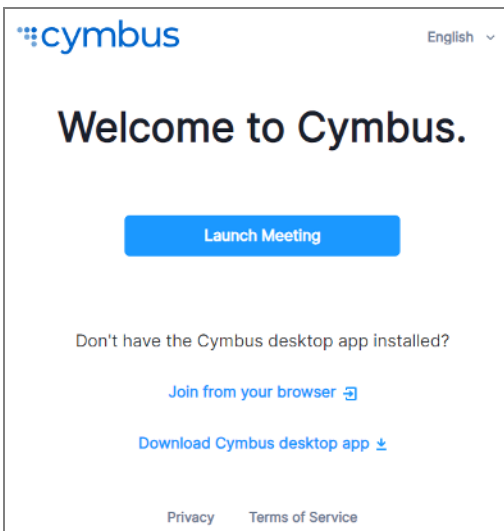 cymbus
English
Welcome to Cymbus.
Launch Meeting
Don't have the Cymbus desktop app installed?
Join from your browser
Download Cymbus desktop app
Privacy Terms of Service